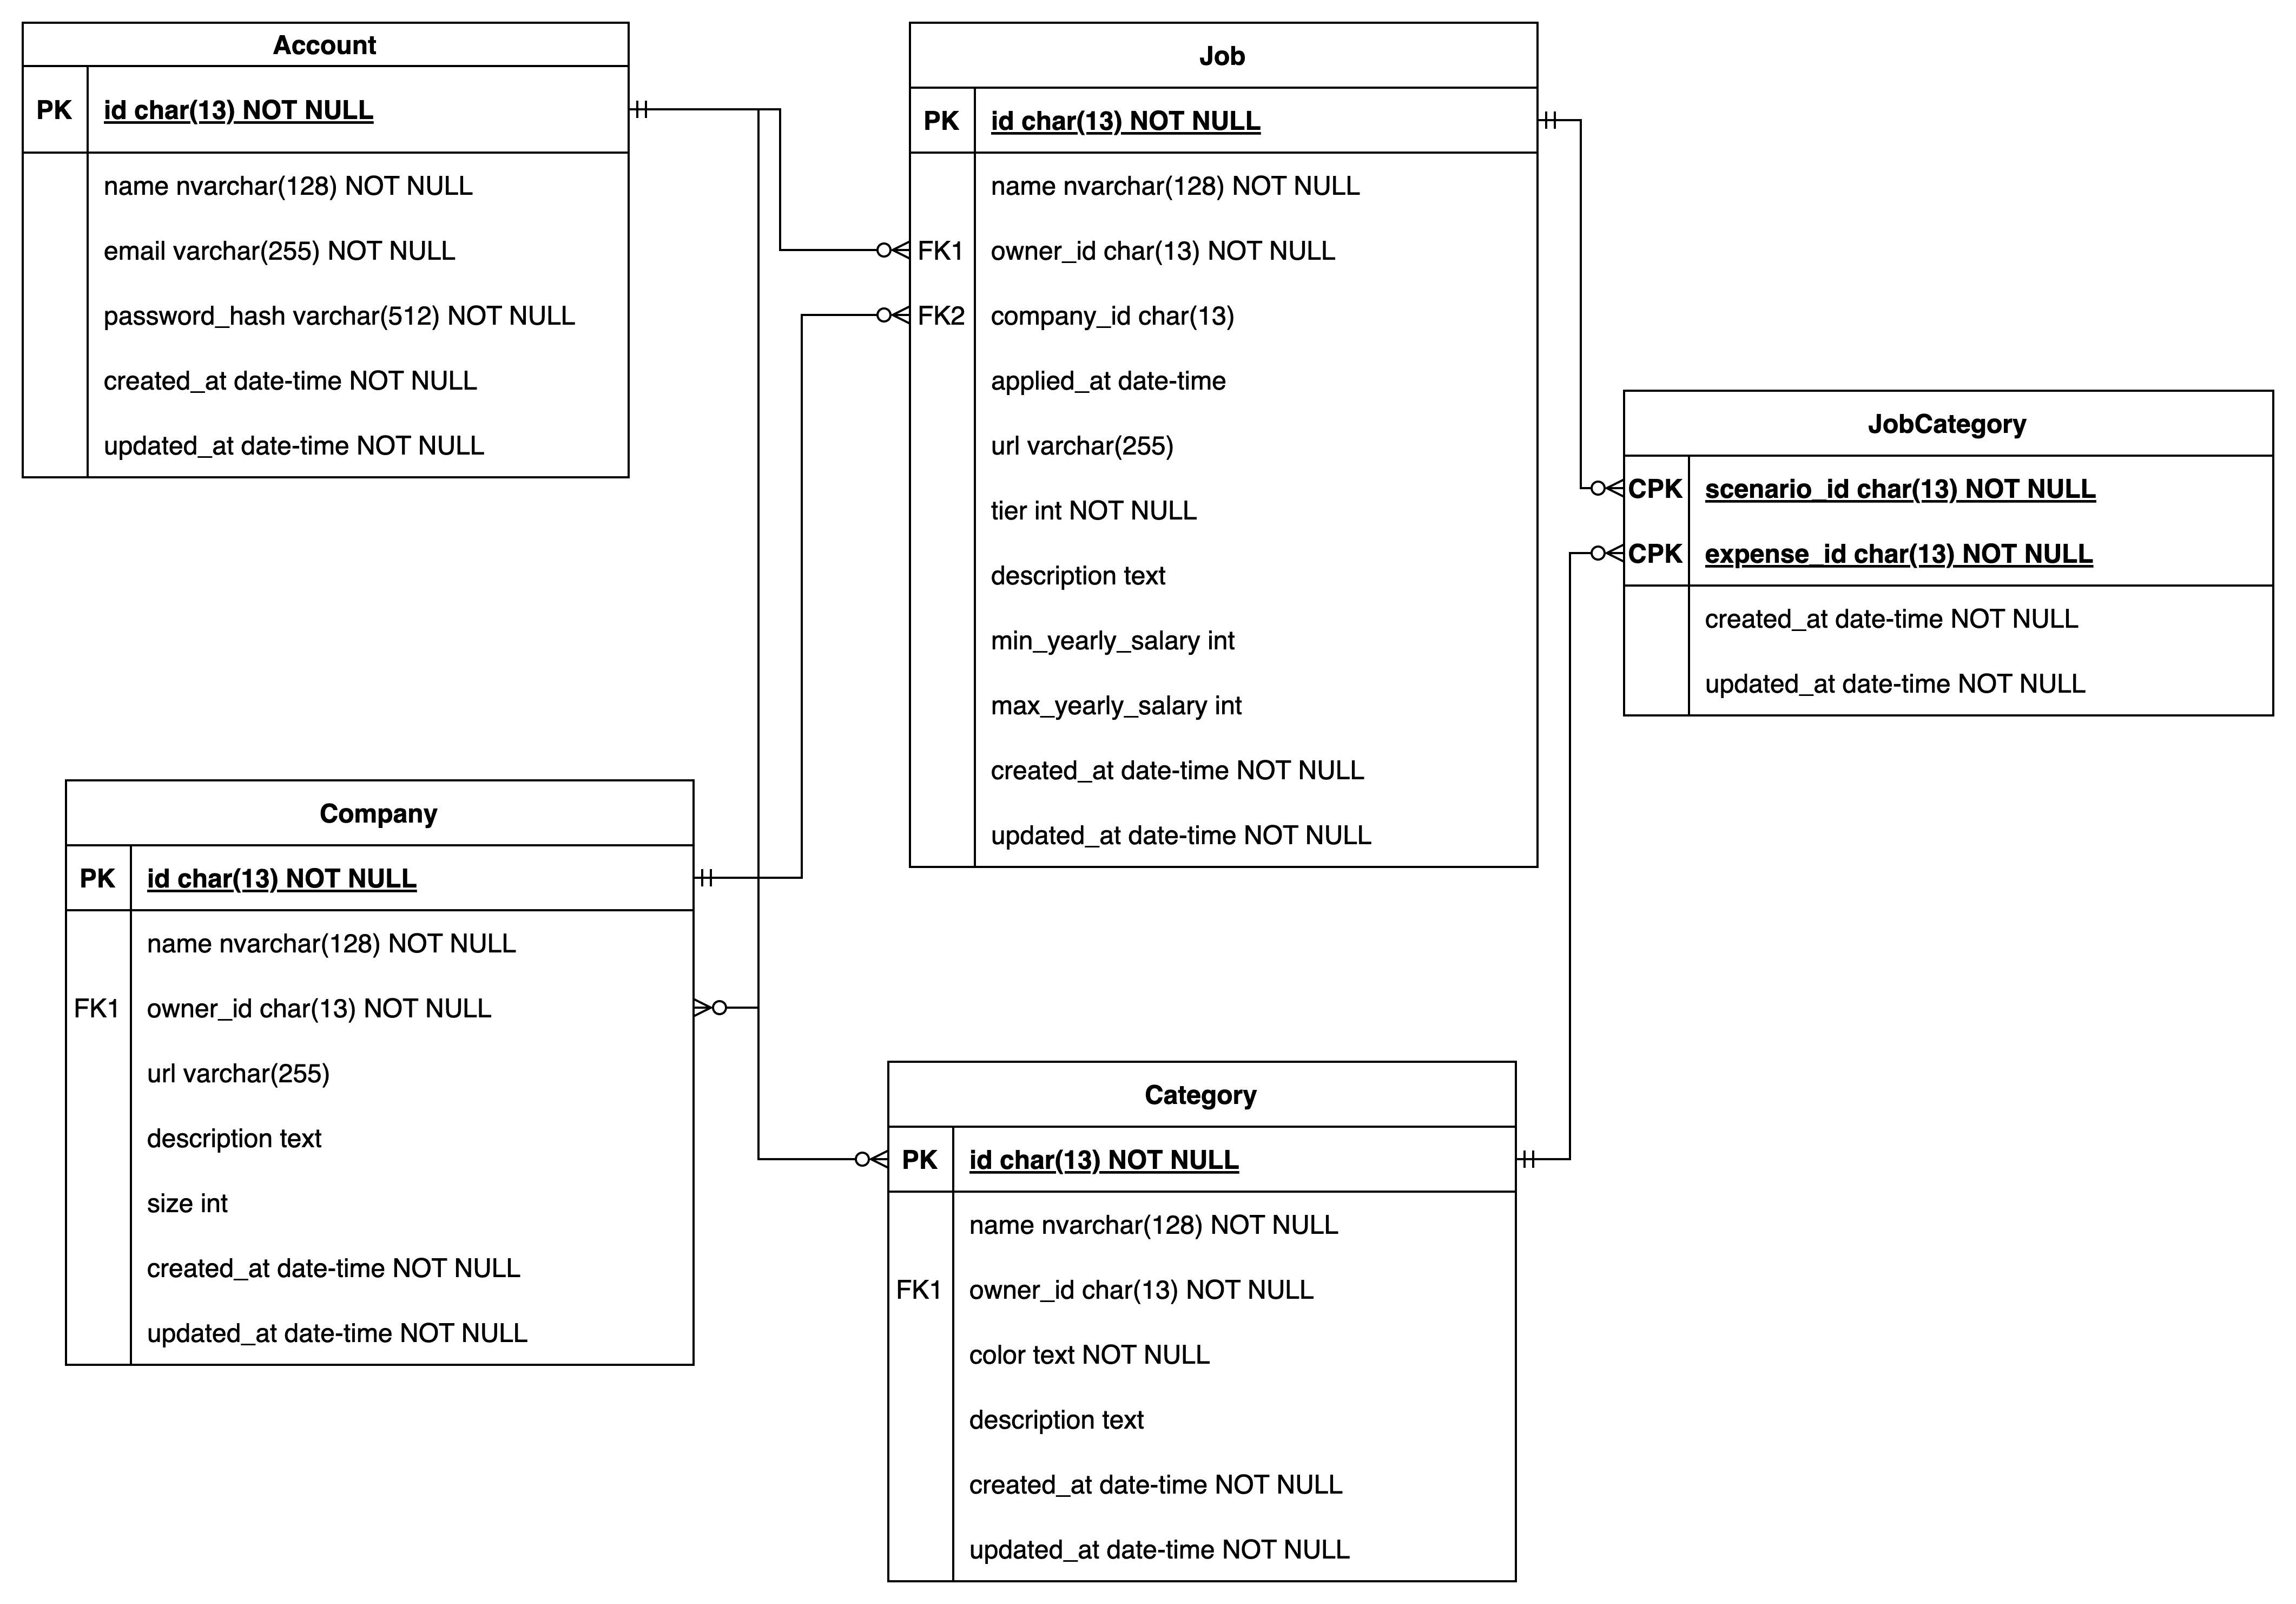 Account
PK id char(13) NOT NULL
name nvarchar(128) NOT NULL
email varchar(255) NOT NULL
password_hash varchar(512) NOT NULL
created_at date-time NOT NULL
updated_at date-time NOT NULL
Job
PK id char(13) NOT NULL
name nvarchar(128) NOT NULL
FK1 owner_id char(13) NOT NULL
FK2 company_id char(13)
applied_at date-time
url varchar(255)
tier int NOT NULL
description text
min_yearly_salary int
max_yearly_salary int
created_at date-time NOT NULL
updated_at date-time NOT NULL
JobCategory
CPK scenario_id char(13) NOT NULL
CPK expense_id char(13) NOT NULL
created_at date-time NOT NULL
updated_at date-time NOT NULL
Company
PK id char(13) NOT NULL
name nvarchar(128) NOT NULL
FK1 owner_id char(13) NOT NULL
url varchar(255)
description text
size int
created_at date-time NOT NULL
updated_at date-time NOT NULL
Category
PK id char(13) NOT NULL
name nvarchar(128) NOT NULL
FK1 owner_id char(13) NOT NULL
color text NOT NULL
description text
created_at date-time NOT NULL
updated_at date-time NOT NULL